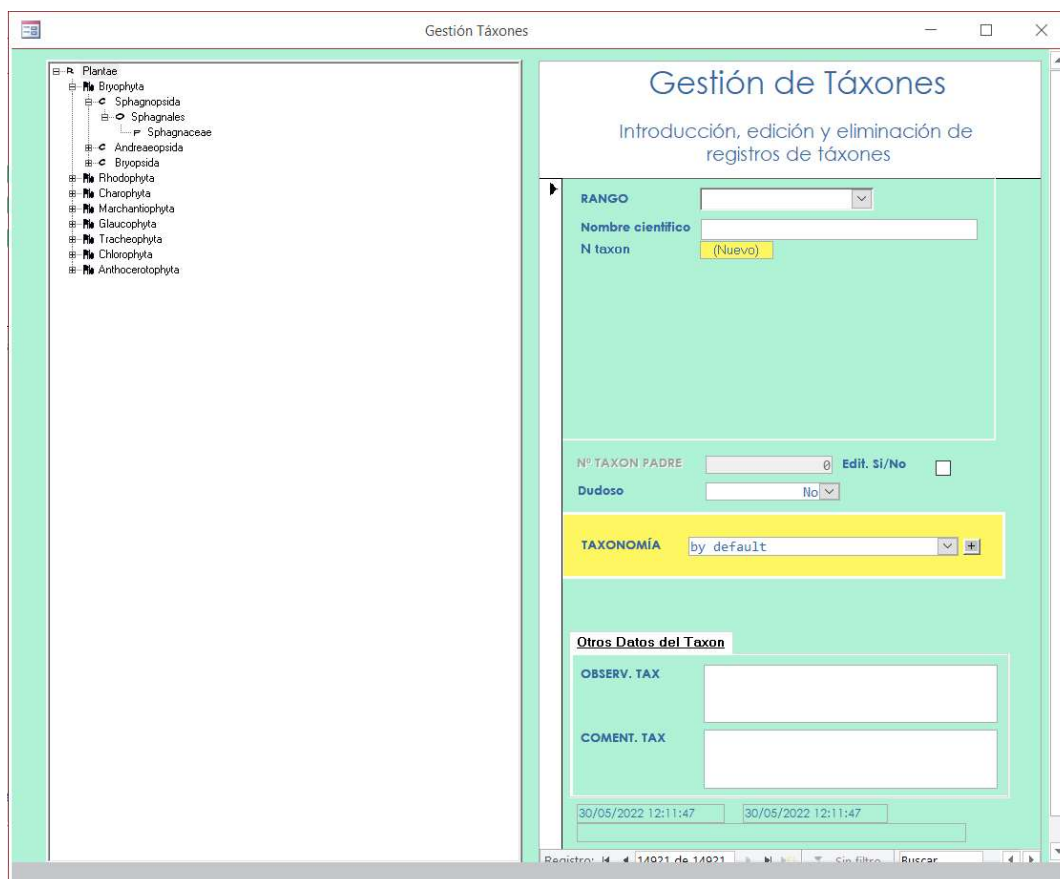 Gestión Táxones
Plantae
Bryophyta
Sphagnopsida
Sphagnales
Sphagnaceae
Andreaeopsida
Bryopsida
Rhodophyta
Charophyta
Marchantiophyta
Glaucophyta
Tracheophyta
Chlorophyta
Anthocerotophyta
Gestión de Táxones
Introducción, edición y eliminación de
registros de táxones
RANGO
Nombre científico
N taxon (Nuevo)
Nº TAXON PADRE 0 Edit. Si/No
Dudoso No
TAXONOMÍA by default
Otros Datos del Taxon
OBSERV. TAX
COMENT. TAX
30/05/2022 12:11:47 30/05/2022 12:11:47
Registro: 14921 de 14921 Sin filtro Buscar